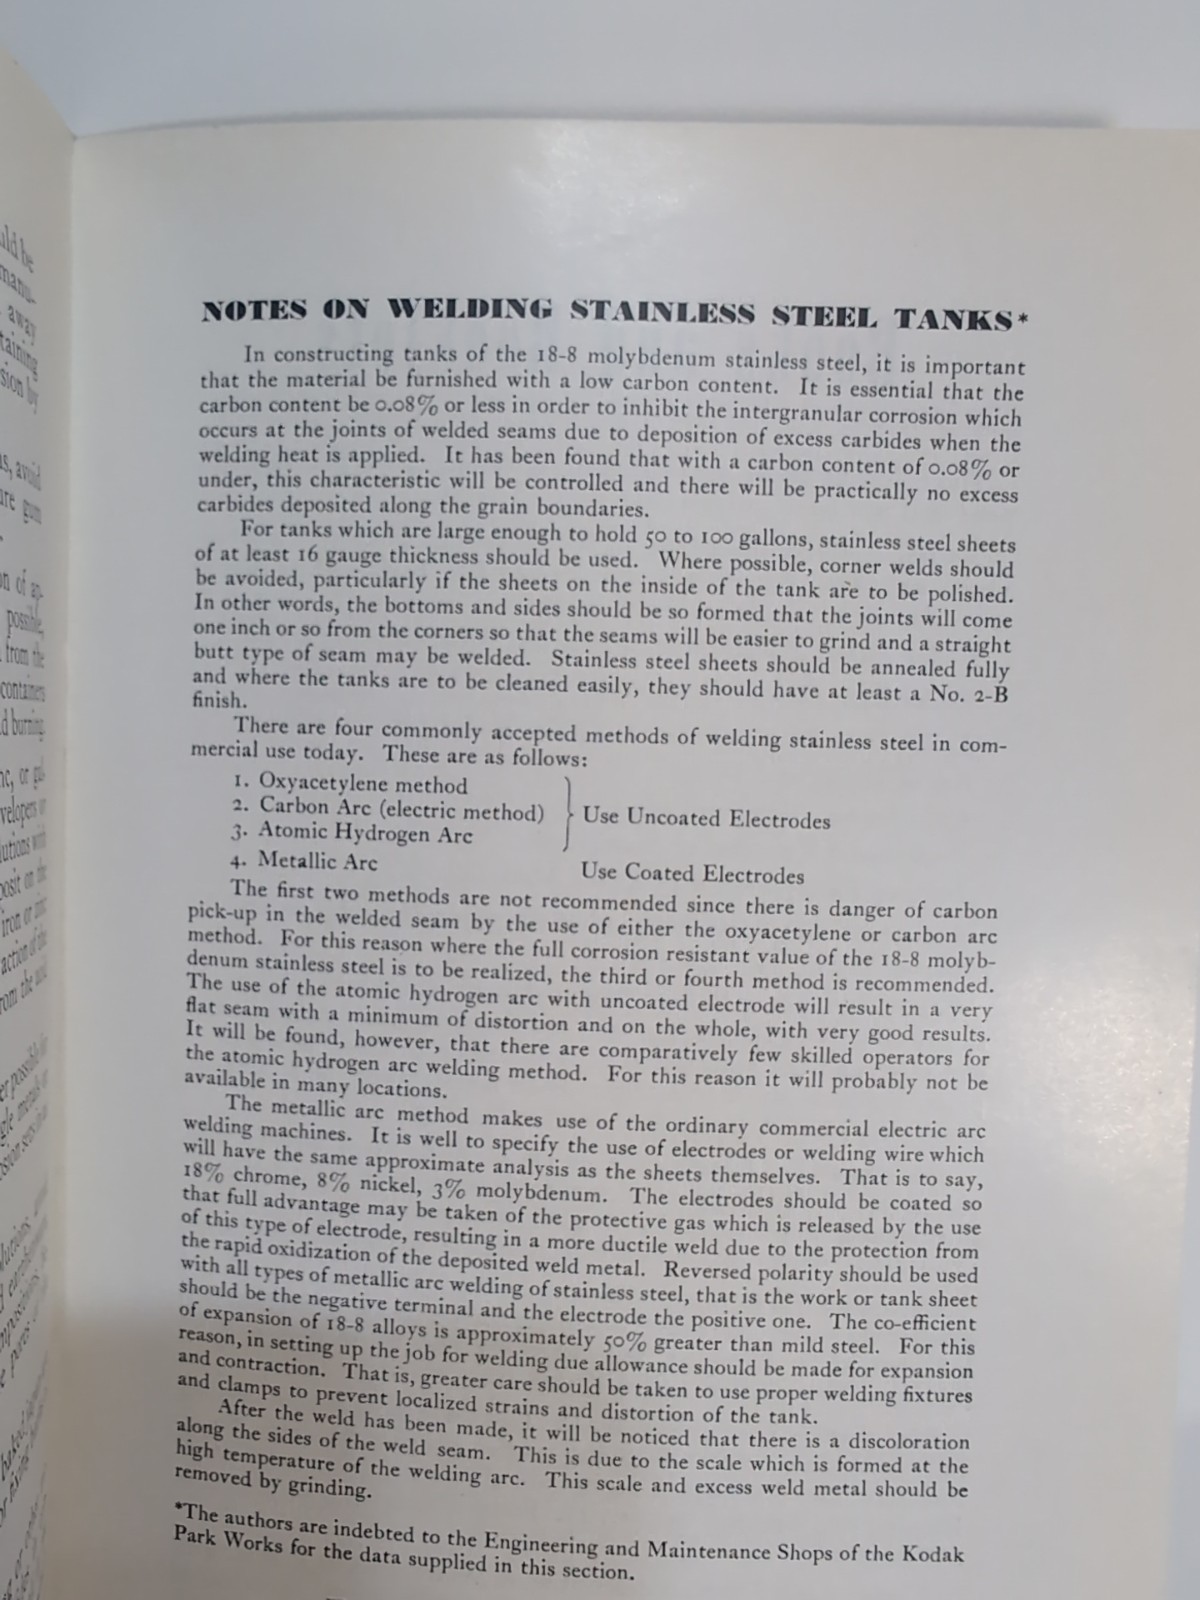 NOTES ON WELDING STAINLESS STEEL TANKS*
In constructing tanks of the 18-8 molybdenum stainless steel, it is important
that the material be furnished with a low carbon content. It is essential that the
carbon content be 0.08% or less in order to inhibit the intergranular corrosion which
occurs at the joints of welded seams due to deposition of excess carbides when the
welding heat is applied. It has been found that with a carbon content of 0.08% or
under, this characteristic will be controlled and there will be practically no excess
carbides deposited along the grain boundaries.
For tanks which are large enough to hold 50 to 100 gallons, stainless steel sheets
of at least 16 gauge thickness should be used. Where possible, corner welds should
be avoided, particularly if the sheets on the inside of the tank are to be polished.
In other words, the bottoms and sides should be so formed that the joints will come
one inch or so from the corners so that the seams will be easier to grind and a straight
butt type of seam may be welded. Stainless steel sheets should be annealed fully
and where the tanks are to be cleaned easily, they should have at least a No. 2-B
finish.
There are four commonly accepted methods of welding stainless steel in com-
mercial use today. These are as follows:
1. Oxyacetylene method
2. Carbon Arc (electric method) } Use Uncoated Electrodes
3. Atomic Hydrogen Arc
4. Metallic Arc Use Coated Electrodes
The first two methods are not recommended since there is danger of carbon
pick-up in the welded seam by the use of either the oxyacetylene or carbon arc
method. For this reason where the full corrosion resistant value of the 18-8 molyb-
denum stainless steel is to be realized, the third or fourth method is recommended.
The use of the atomic hydrogen arc with uncoated electrode will result in a very
flat seam with a minimum of distortion and on the whole, with very good results.
It will be found, however, that there are comparatively few skilled operators for
the atomic hydrogen arc welding method. For this reason it will probably not be
available in many locations.
The metallic arc method makes use of the ordinary commercial electric arc
welding machines. It is well to specify the use of electrodes or welding wire which
will have the same approximate analysis as the sheets themselves. That is to say,
18% chrome, 8% nickel, 3% molybdenum. The electrodes should be coated so
that full advantage may be taken of the protective gas which is released by the use
of this type of electrode, resulting in a more ductile weld due to the protection from
the rapid oxidization of the deposited weld metal. Reversed polarity should be used
with all types of metallic arc welding of stainless steel, that is the work or tank sheet
should be the negative terminal and the electrode the positive one. The co-efficient
of expansion of 18-8 alloys is approximately 50% greater than mild steel. For this
reason, in setting up the job for welding due allowance should be made for expansion
and contraction. That is, greater care should be taken to use proper welding fixtures
and clamps to prevent localized strains and distortion of the tank.
After the weld has been made, it will be noticed that there is a discoloration
along the sides of the weld seam. This is due to the scale which is formed at the
high temperature of the welding arc. This scale and excess weld metal should be
removed by grinding.
*The authors are indebted to the Engineering and Maintenance Shops of the Kodak
Park Works for the data supplied in this section.